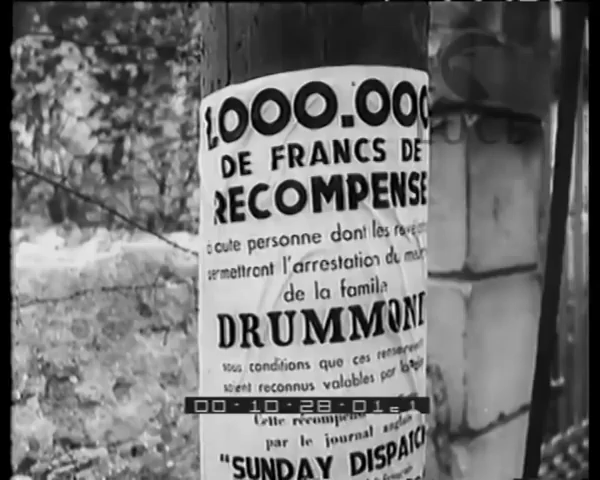 1.000.000
DE FRANCS DE
RECOMPENSE
à toute personne dont les
permettront l'arrestation du
de la famille
DRUMMOND
sous conditions que ces
soient reconnus valables par la
00-10-28-01
Cette récompense
par le journal anglais
"SUNDAY DISPATCH
LUCE